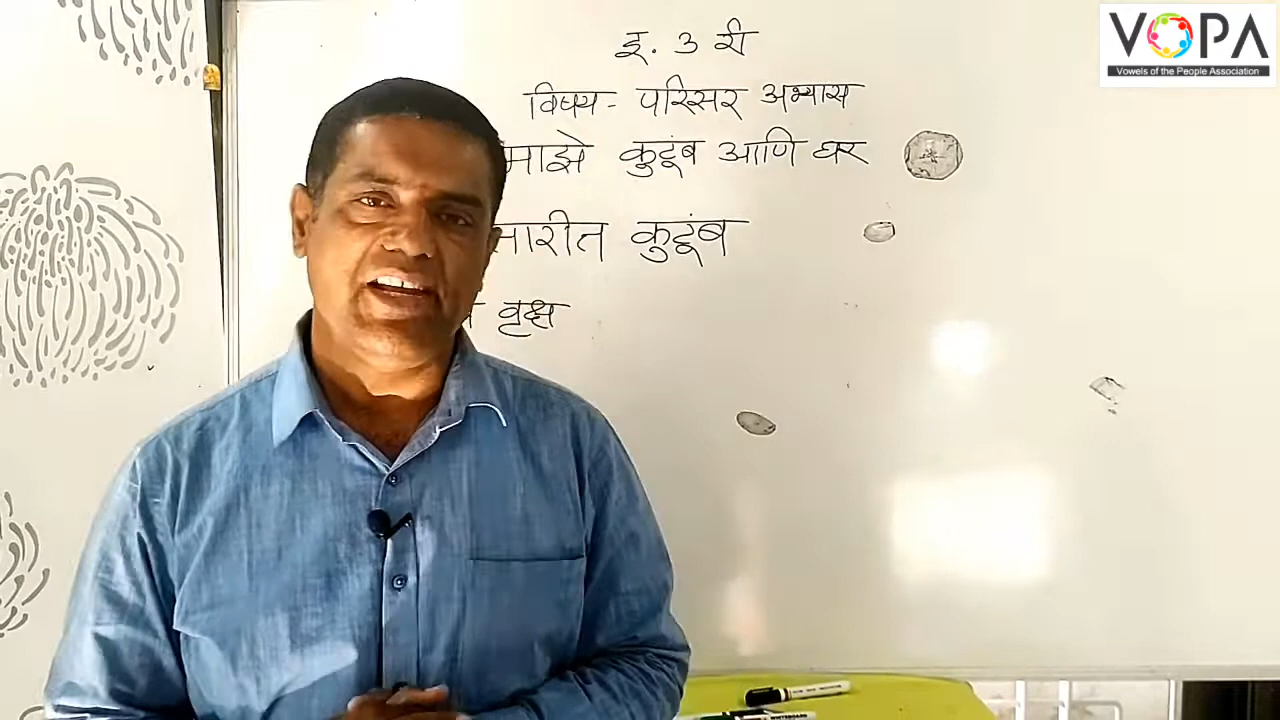 VOPA
Vowels of the People Association
इ. ३ री
विषय - परिसर अभ्यास
माझे कुटूंब आणि घर
कुटूंब
वृक्ष